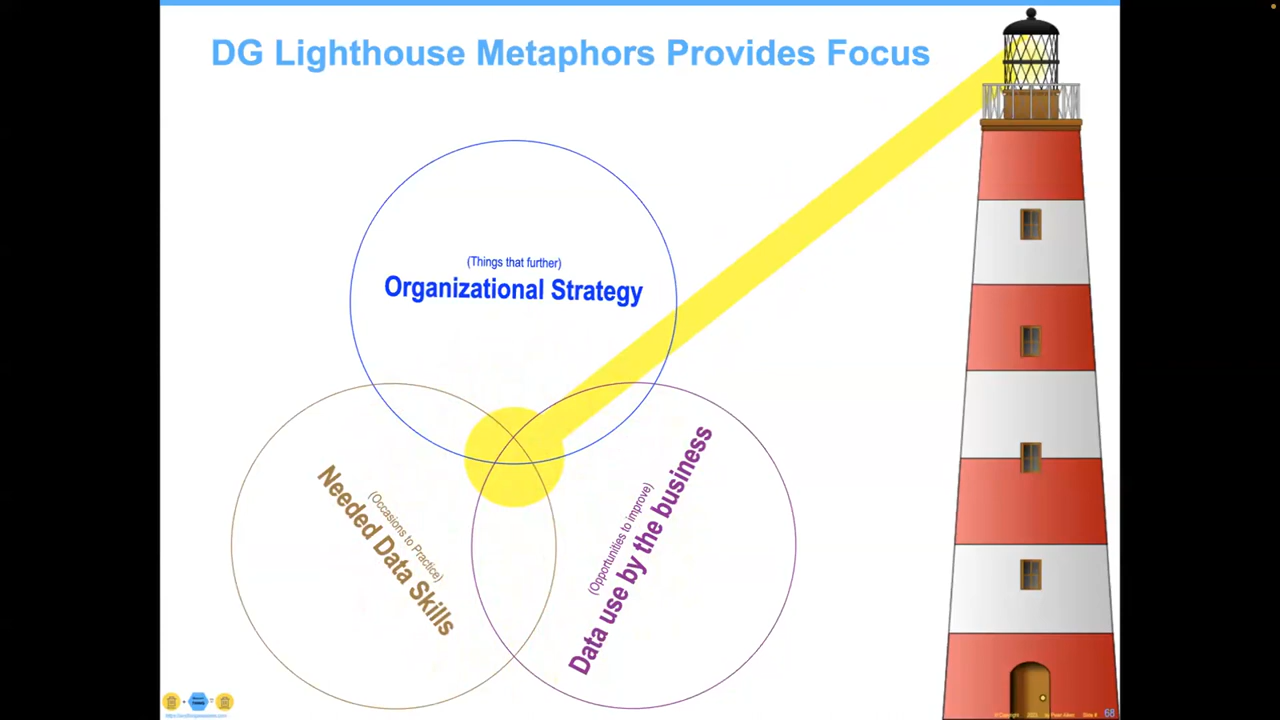 DG Lighthouse Metaphors Provides Focus
(Things that further)
Organizational Strategy
(Occasions to Practice)
Needed Data Skills
(Opportunities to improve)
Data use by the business
68